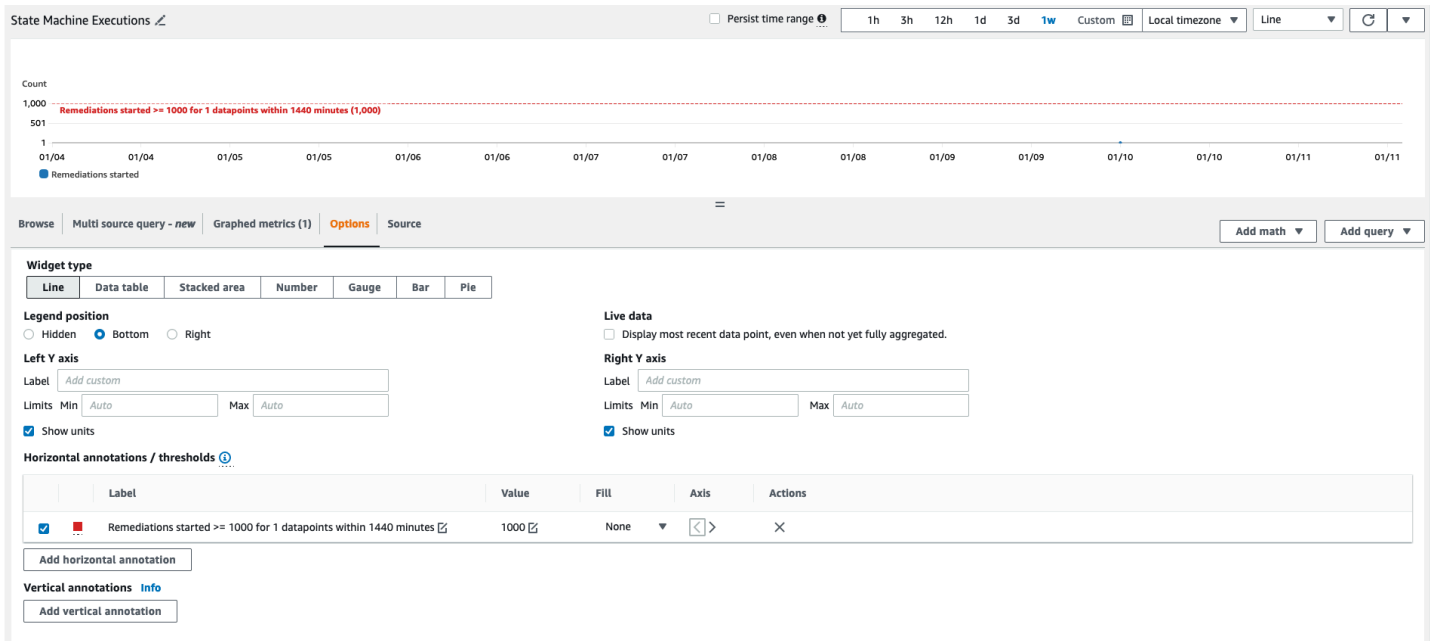 State Machine Executions
Persist time range
1h 3h 12h 1d 3d 1w Custom Local timezone Line
Count
1,000
Remediations started >= 1000 for 1 datapoints within 1440 minutes (1,000)
501
1
01/04 01/04 01/05 01/05 01/06 01/06 01/07 01/07 01/08 01/08 01/09 01/09 01/10 01/10 01/11 01/11
Remediations started
Browse Multi source query - new Graphed metrics (1) Options Source
Add math Add query
Widget type
Line Data table Stacked area Number Gauge Bar Pie
Legend position Live data
Hidden Bottom Right Display most recent data point, even when not yet fully aggregated.
Left Y axis Right Y axis
Label Add custom Label Add custom
Limits Min Auto Max Auto Limits Min Auto Max Auto
Show units Show units
Horizontal annotations / thresholds
Label Value Fill Axis Actions
Remediations started >= 1000 for 1 datapoints within 1440 minutes 1000 None
Add horizontal annotation
Vertical annotations Info
Add vertical annotation